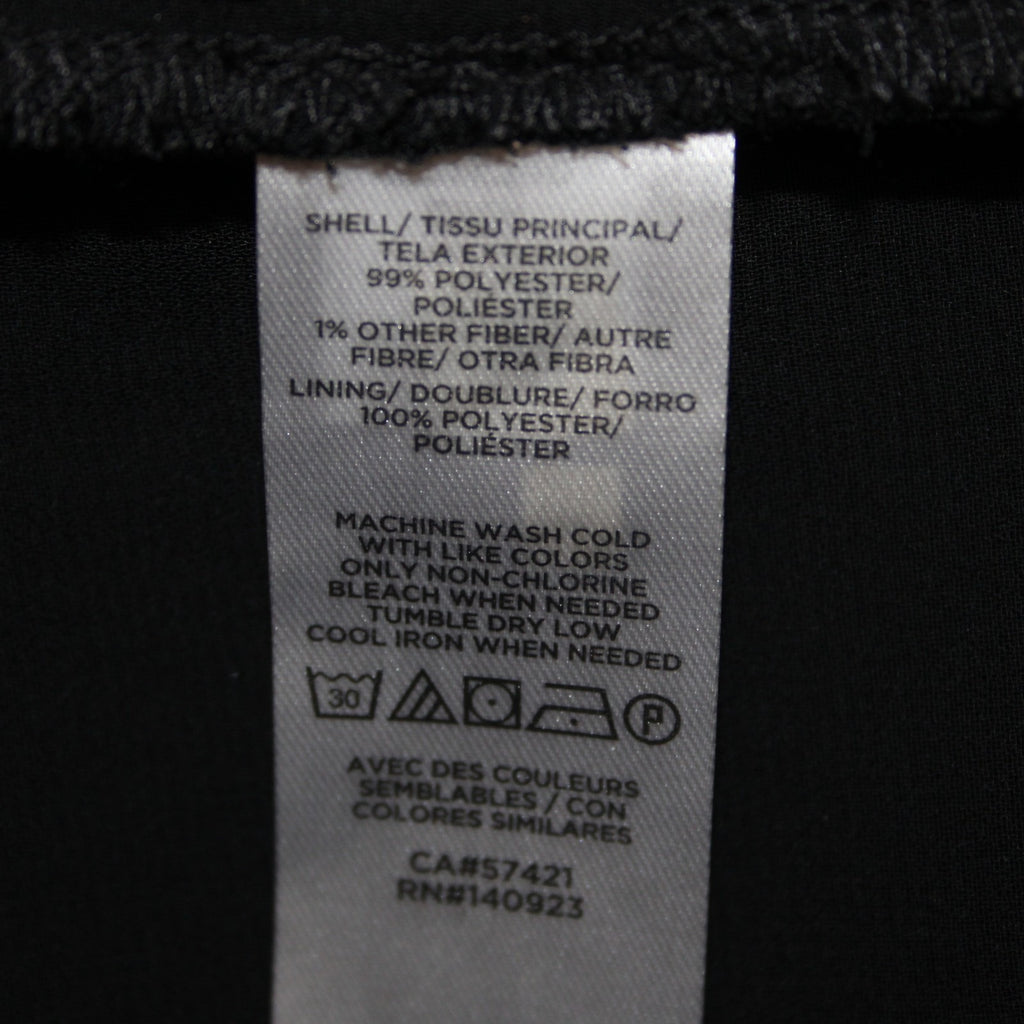 SHELL/ TISSU PRINCIPAL/
TELA EXTERIOR
99% POLYESTER/
POLIÉSTER
1% OTHER FIBER/ AUTRE
FIBRE/ OTRA FIBRA
LINING/ DOUBLURE/ FORRO
100% POLYESTER/
POLIÉSTER
MACHINE WASH COLD
WITH LIKE COLORS
ONLY NON-CHLORINE
BLEACH WHEN NEEDED
TUMBLE DRY LOW
COOL IRON WHEN NEEDED
30 P
AVEC DES COULEURS
SEMBLABLES / CON
COLORES SIMILARES
CA#57421
RN#140923